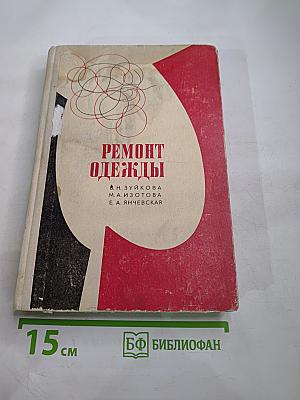 РЕМОНТ
ОДЕЖДЫ
В.Н.ЗУЙКОВА
М.А.ИЗОТОВА
Е.А.ЯНЧЕВСКАЯ
15 см
БФ БИБЛИОФАН